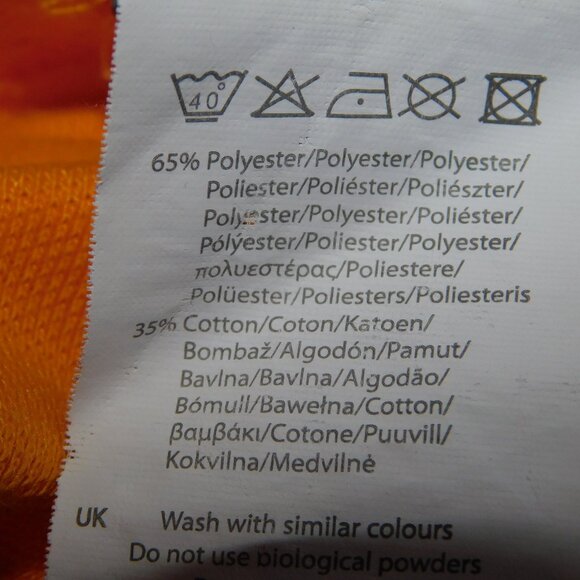 40°
65% Polyester/Polyester/Polyester/
Poliester/Poliéster/Poliészter/
Polyester/Polyester/Poliéster/
Pólýester/Poliester/Polyester/
πολυεστέρας/Poliestere/
Polüester/Poliesters/Poliesteris
35% Cotton/Coton/Katoen/
Bombaž/Algodón/Pamut/
Bavlna/Bavlna/Algodão/
Bómull/Bawełna/Cotton/
βαμβάκι/Cotone/Puuvill/
Kokvilna/Medvilnė
UK Wash with similar colours
Do not use biological powders